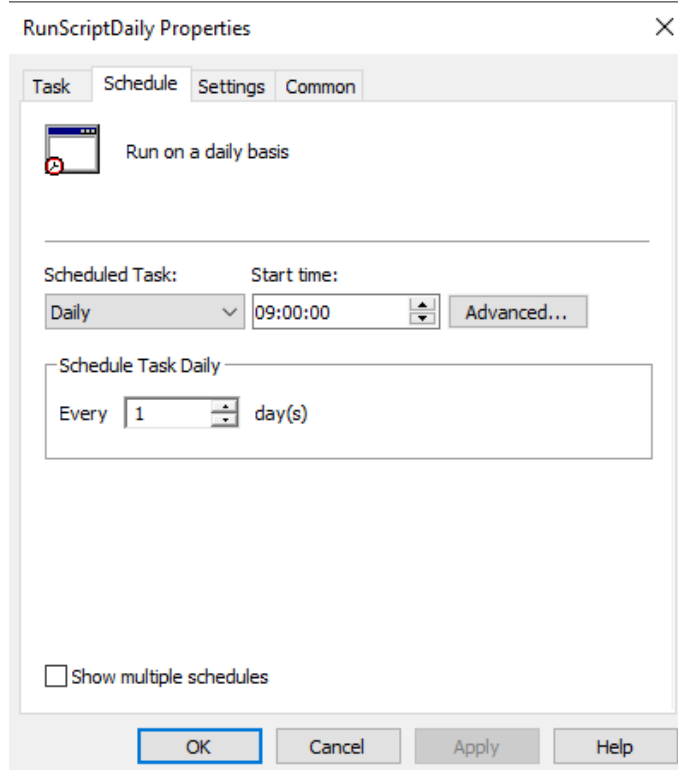 RunScriptDaily Properties
Task Schedule Settings Common
Run on a daily basis
Scheduled Task: Start time:
Daily 09:00:00 Advanced...
Schedule Task Daily
Every 1 day(s)
Show multiple schedules
OK Cancel Apply Help